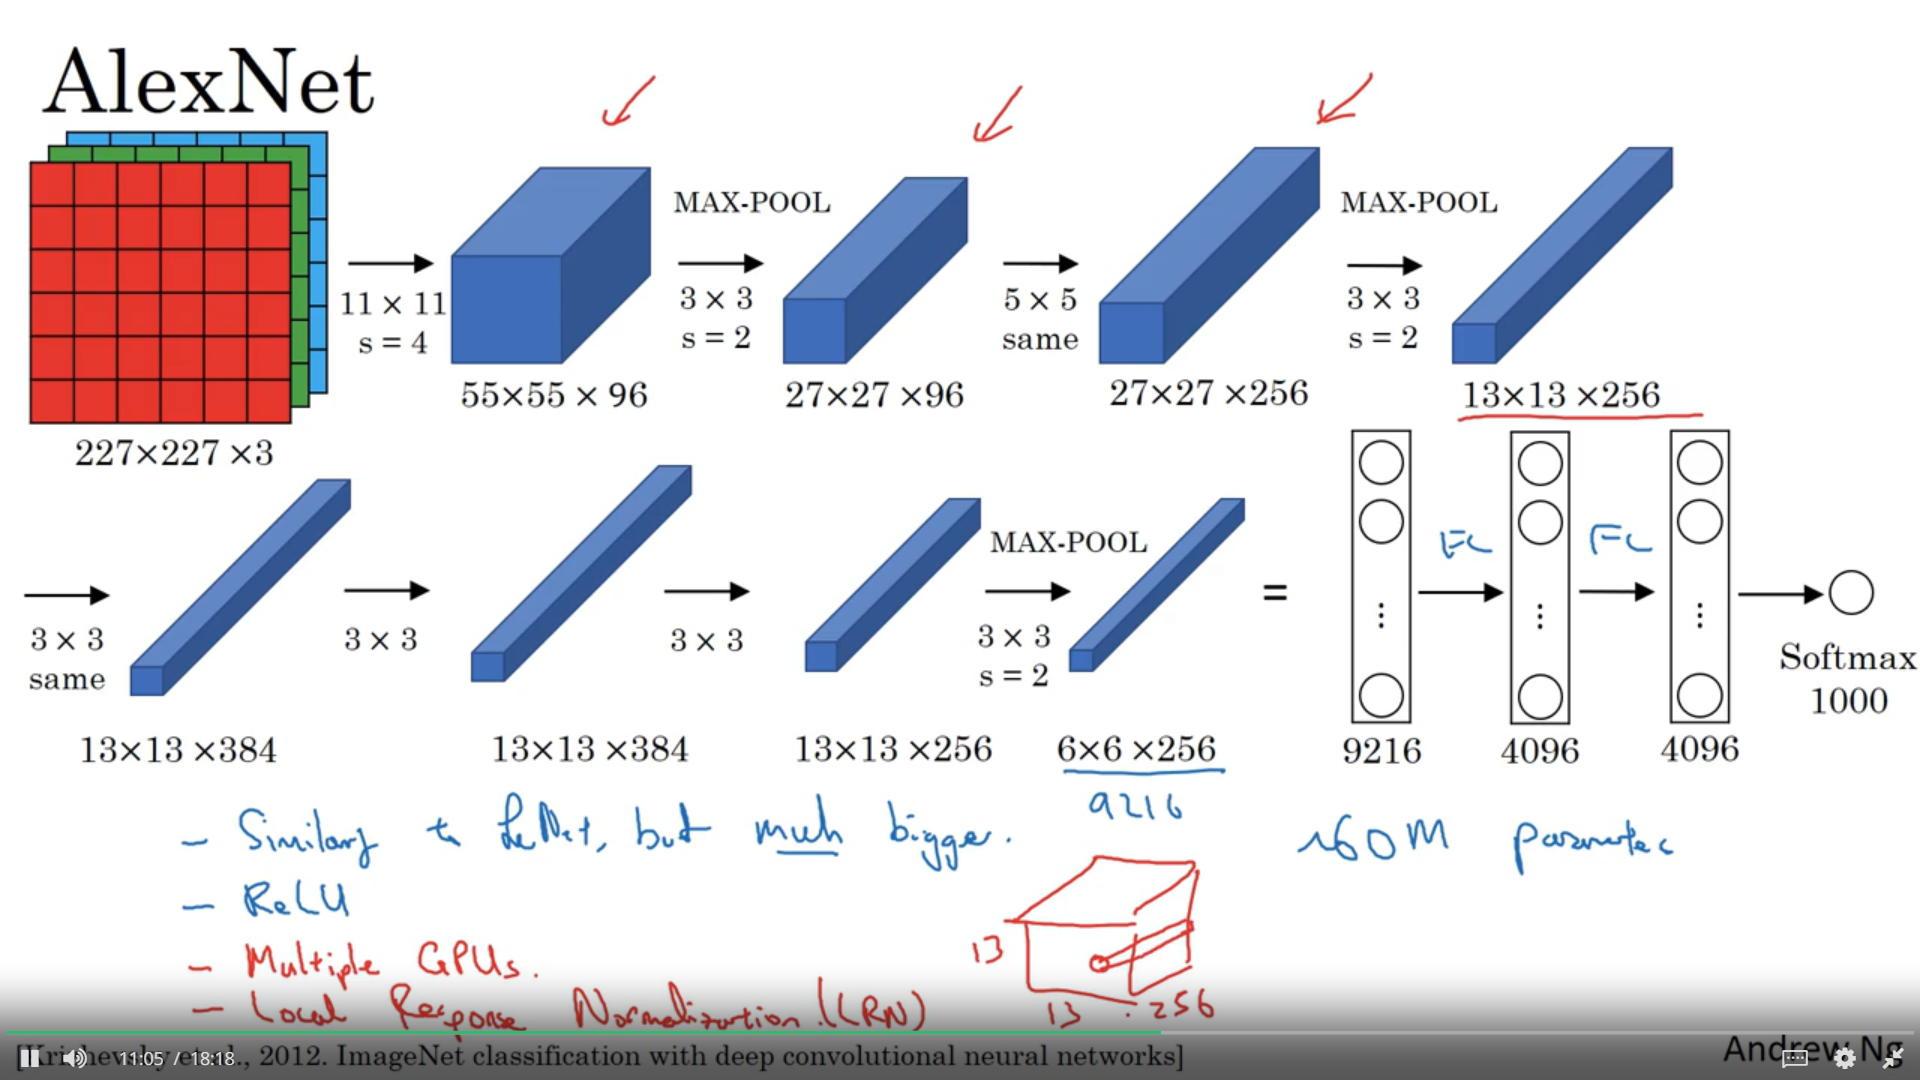 AlexNet
MAX-POOL
MAX-POOL
11 × 11
s = 4
3 × 3
s = 2
5 × 5
same
3 × 3
s = 2
227×227 ×3
55×55 × 96
27×27 ×96
27×27 ×256
13×13 ×256
3 × 3
same
3 × 3
3 × 3
MAX-POOL
3 × 3
s = 2
=
FC
FC
Softmax
1000
13×13 ×384
13×13 ×384
13×13 ×256
6×6 ×256
9216
4096
4096
9216
- Similary to LeNet, but much bigger.
~60M parameters
- ReLU
- Multiple GPUs.
- Local Response Normalization (LRN)
13
13
256
[Krizhevsky et al., 2012. ImageNet classification with deep convolutional neural networks]
Andrew Ng
11:05 / 18:18